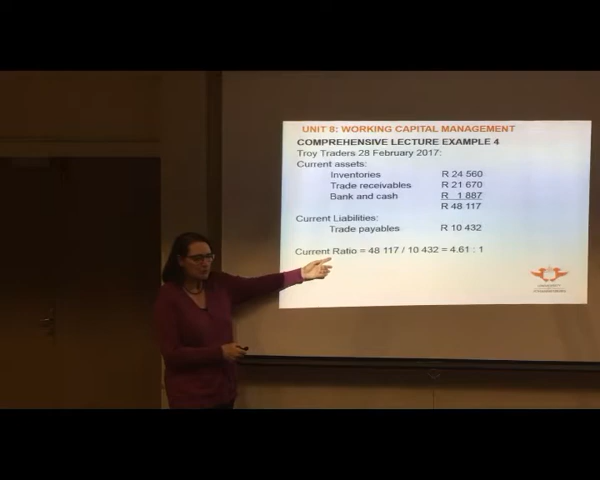 UNIT 8: WORKING CAPITAL MANAGEMENT
COMPREHENSIVE LECTURE EXAMPLE 4
Troy Traders 28 February 2017:
Current assets:
Inventories R 24 560
Trade receivables R 21 670
Bank and cash R 1 887
R 48 117
Current Liabilities:
Trade payables R 10 432
Current Ratio = 48 117 / 10 432 = 4.61 : 1